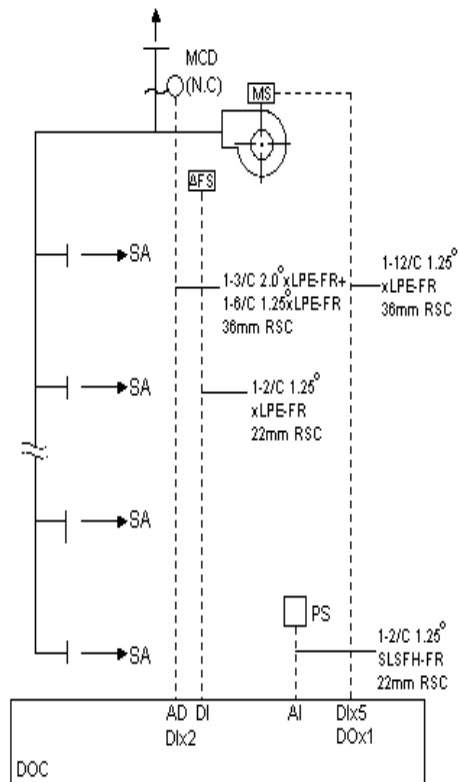 MCD
(N.C)
MS
AFS
SA
1-3/C 2.0° xLPE-FR+
1-6/C 1.25°xLPE-FR
36mm RSC
1-12/C 1.25°
xLPE-FR
36mm RSC
SA
1-2/C 1.25°
xLPE-FR
22mm RSC
SA
PS
SA
1-2/C 1.25°
SLSFH-FR
22mm RSC
AD DI AI DIx5
DIx2 DOx1
DOC